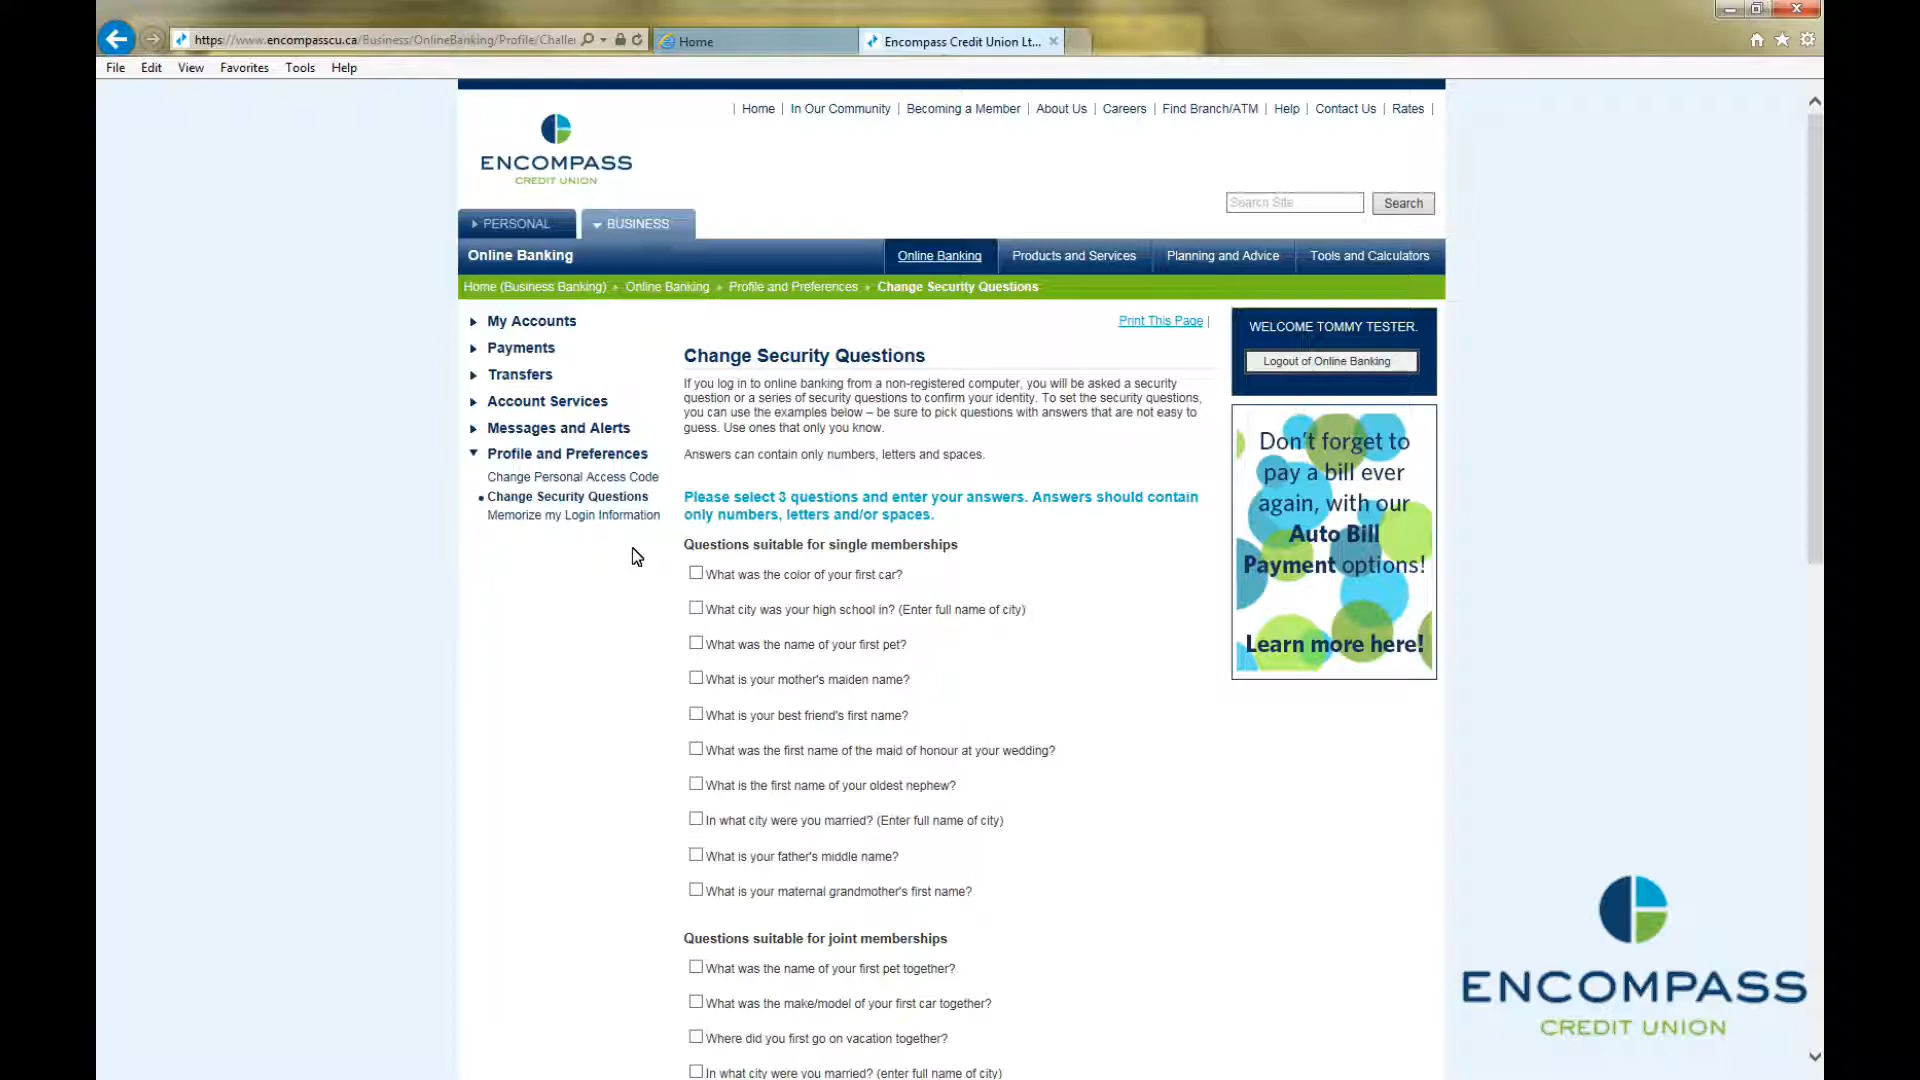 https://www.encompasscu.ca/Business/OnlineBanking/Profile/Challe
Home
Encompass Credit Union Lt...
File Edit View Favorites Tools Help
| Home | In Our Community | Becoming a Member | About Us | Careers | Find Branch/ATM | Help | Contact Us | Rates |
ENCOMPASS
CREDIT UNION
Search Site
Search
PERSONAL
BUSINESS
Online Banking
Online Banking
Products and Services
Planning and Advice
Tools and Calculators
Home (Business Banking) Online Banking Profile and Preferences Change Security Questions
My Accounts
Payments
Transfers
Account Services
Messages and Alerts
Profile and Preferences
Change Personal Access Code
Change Security Questions
Memorize my Login Information
Print This Page |
Change Security Questions
If you log in to online banking from a non-registered computer, you will be asked a security
question or a series of security questions to confirm your identity. To set the security questions,
you can use the examples below – be sure to pick questions with answers that are not easy to
guess. Use ones that only you know.
Answers can contain only numbers, letters and spaces.
Please select 3 questions and enter your answers. Answers should contain
only numbers, letters and/or spaces.
Questions suitable for single memberships
What was the color of your first car?
What city was your high school in? (Enter full name of city)
What was the name of your first pet?
What is your mother's maiden name?
What is your best friend's first name?
What was the first name of the maid of honour at your wedding?
What is the first name of your oldest nephew?
In what city were you married? (Enter full name of city)
What is your father's middle name?
What is your maternal grandmother's first name?
Questions suitable for joint memberships
What was the name of your first pet together?
What was the make/model of your first car together?
Where did you first go on vacation together?
In what city were you married? (enter full name of city)
WELCOME TOMMY TESTER.
Logout of Online Banking
Don't forget to
pay a bill ever
again, with our
Auto Bill
Payment options!
Learn more here!
ENCOMPASS
CREDIT UNION